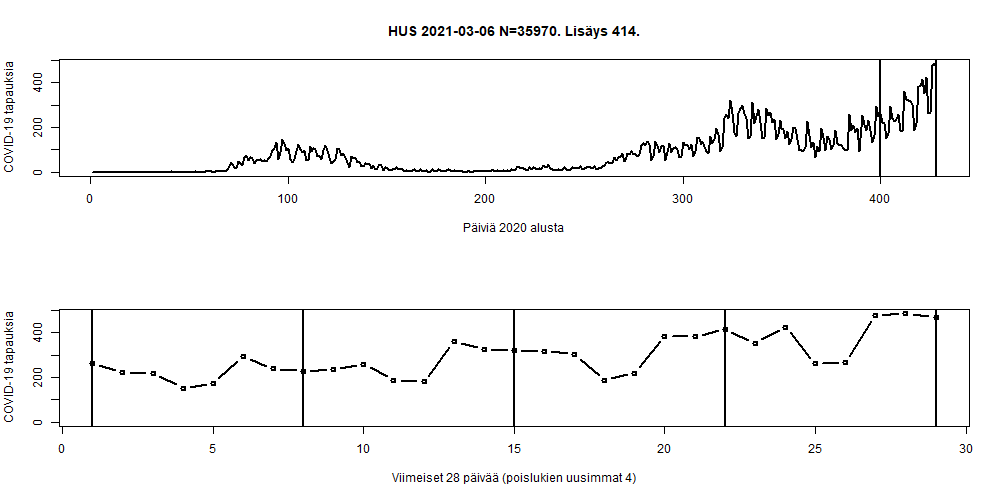 HUS 2021-03-06 N=35970. Lisäys 414.
COVID-19 tapauksia
0 200 400
0 100 200 300 400
Päiviä 2020 alusta
COVID-19 tapauksia
0 200 400
0 5 10 15 20 25 30
Viimeiset 28 päivää (poislukien uusimmat 4)